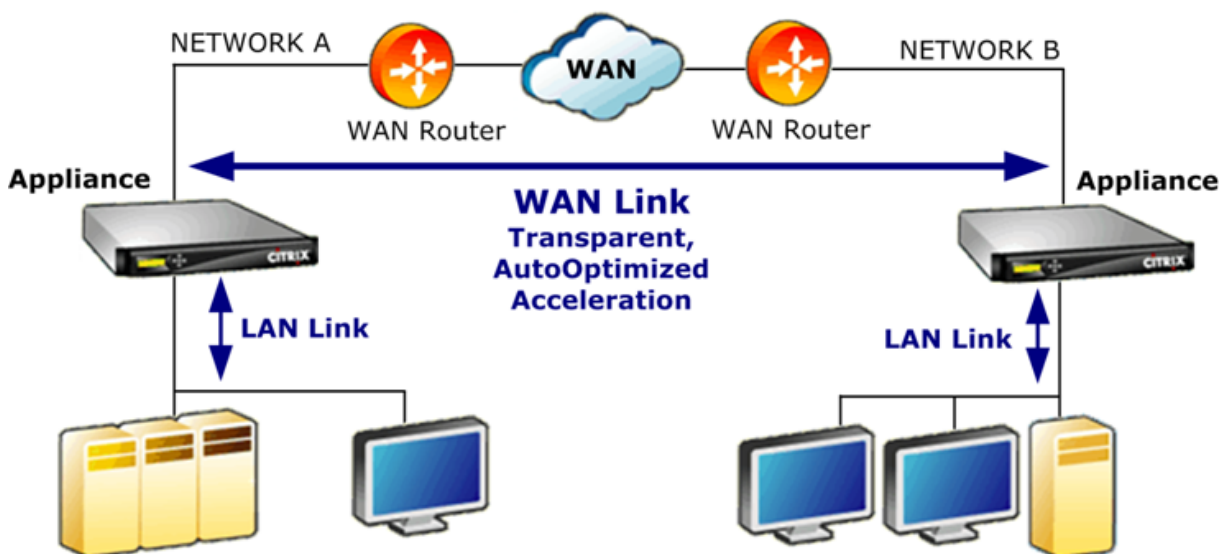 NETWORK A
WAN
NETWORK B
WAN Router
WAN Router
Appliance
Appliance
WAN Link
Transparent,
AutoOptimized
Acceleration
CITRIX
CITRIX
LAN Link
LAN Link